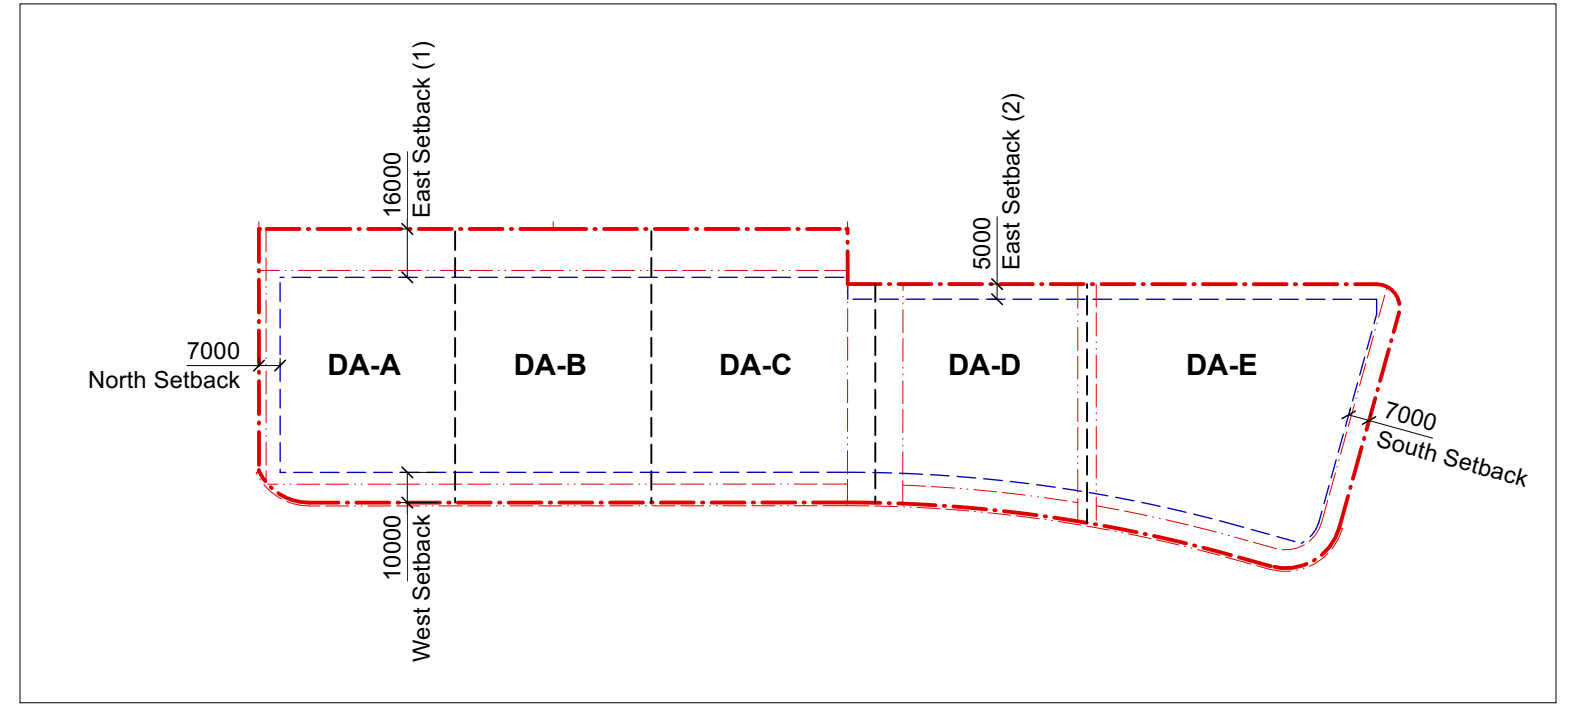 16000
East Setback (1)
5000
East Setback (2)
7000
North Setback
DA-A
DA-B
DA-C
DA-D
DA-E
7000
South Setback
10000
West Setback